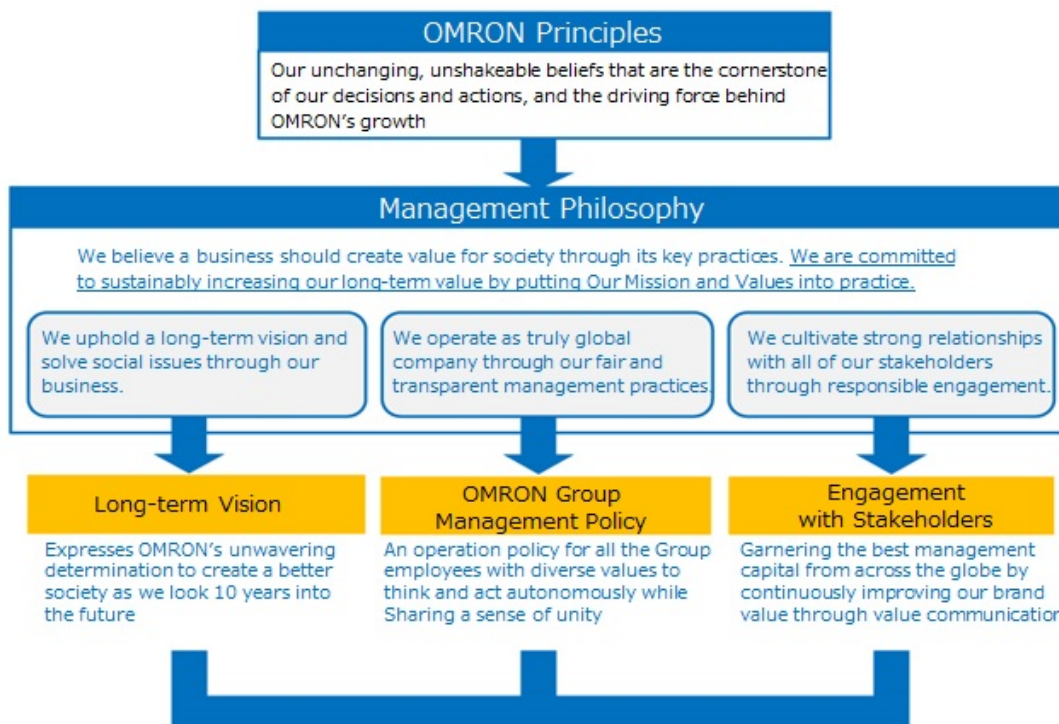 OMRON Principles
Our unchanging, unshakeable beliefs that are the cornerstone
of our decisions and actions, and the driving force behind
OMRON's growth
Management Philosophy
We believe a business should create value for society through its key practices. We are committed
to sustainably increasing our long-term value by putting Our Mission and Values into practice.
We uphold a long-term vision and
solve social issues through our
business.
We operate as truly global
company through our fair and
transparent management practices.
We cultivate strong relationships
with all of our stakeholders
through responsible engagement.
Long-term Vision
Expresses OMRON's unwavering
determination to create a better
society as we look 10 years into
the future
OMRON Group
Management Policy
An operation policy for all the Group
employees with diverse values to
think and act autonomously while
Sharing a sense of unity
Engagement
with Stakeholders
Garnering the best management
capital from across the globe by
continuously improving our brand
value through value communication